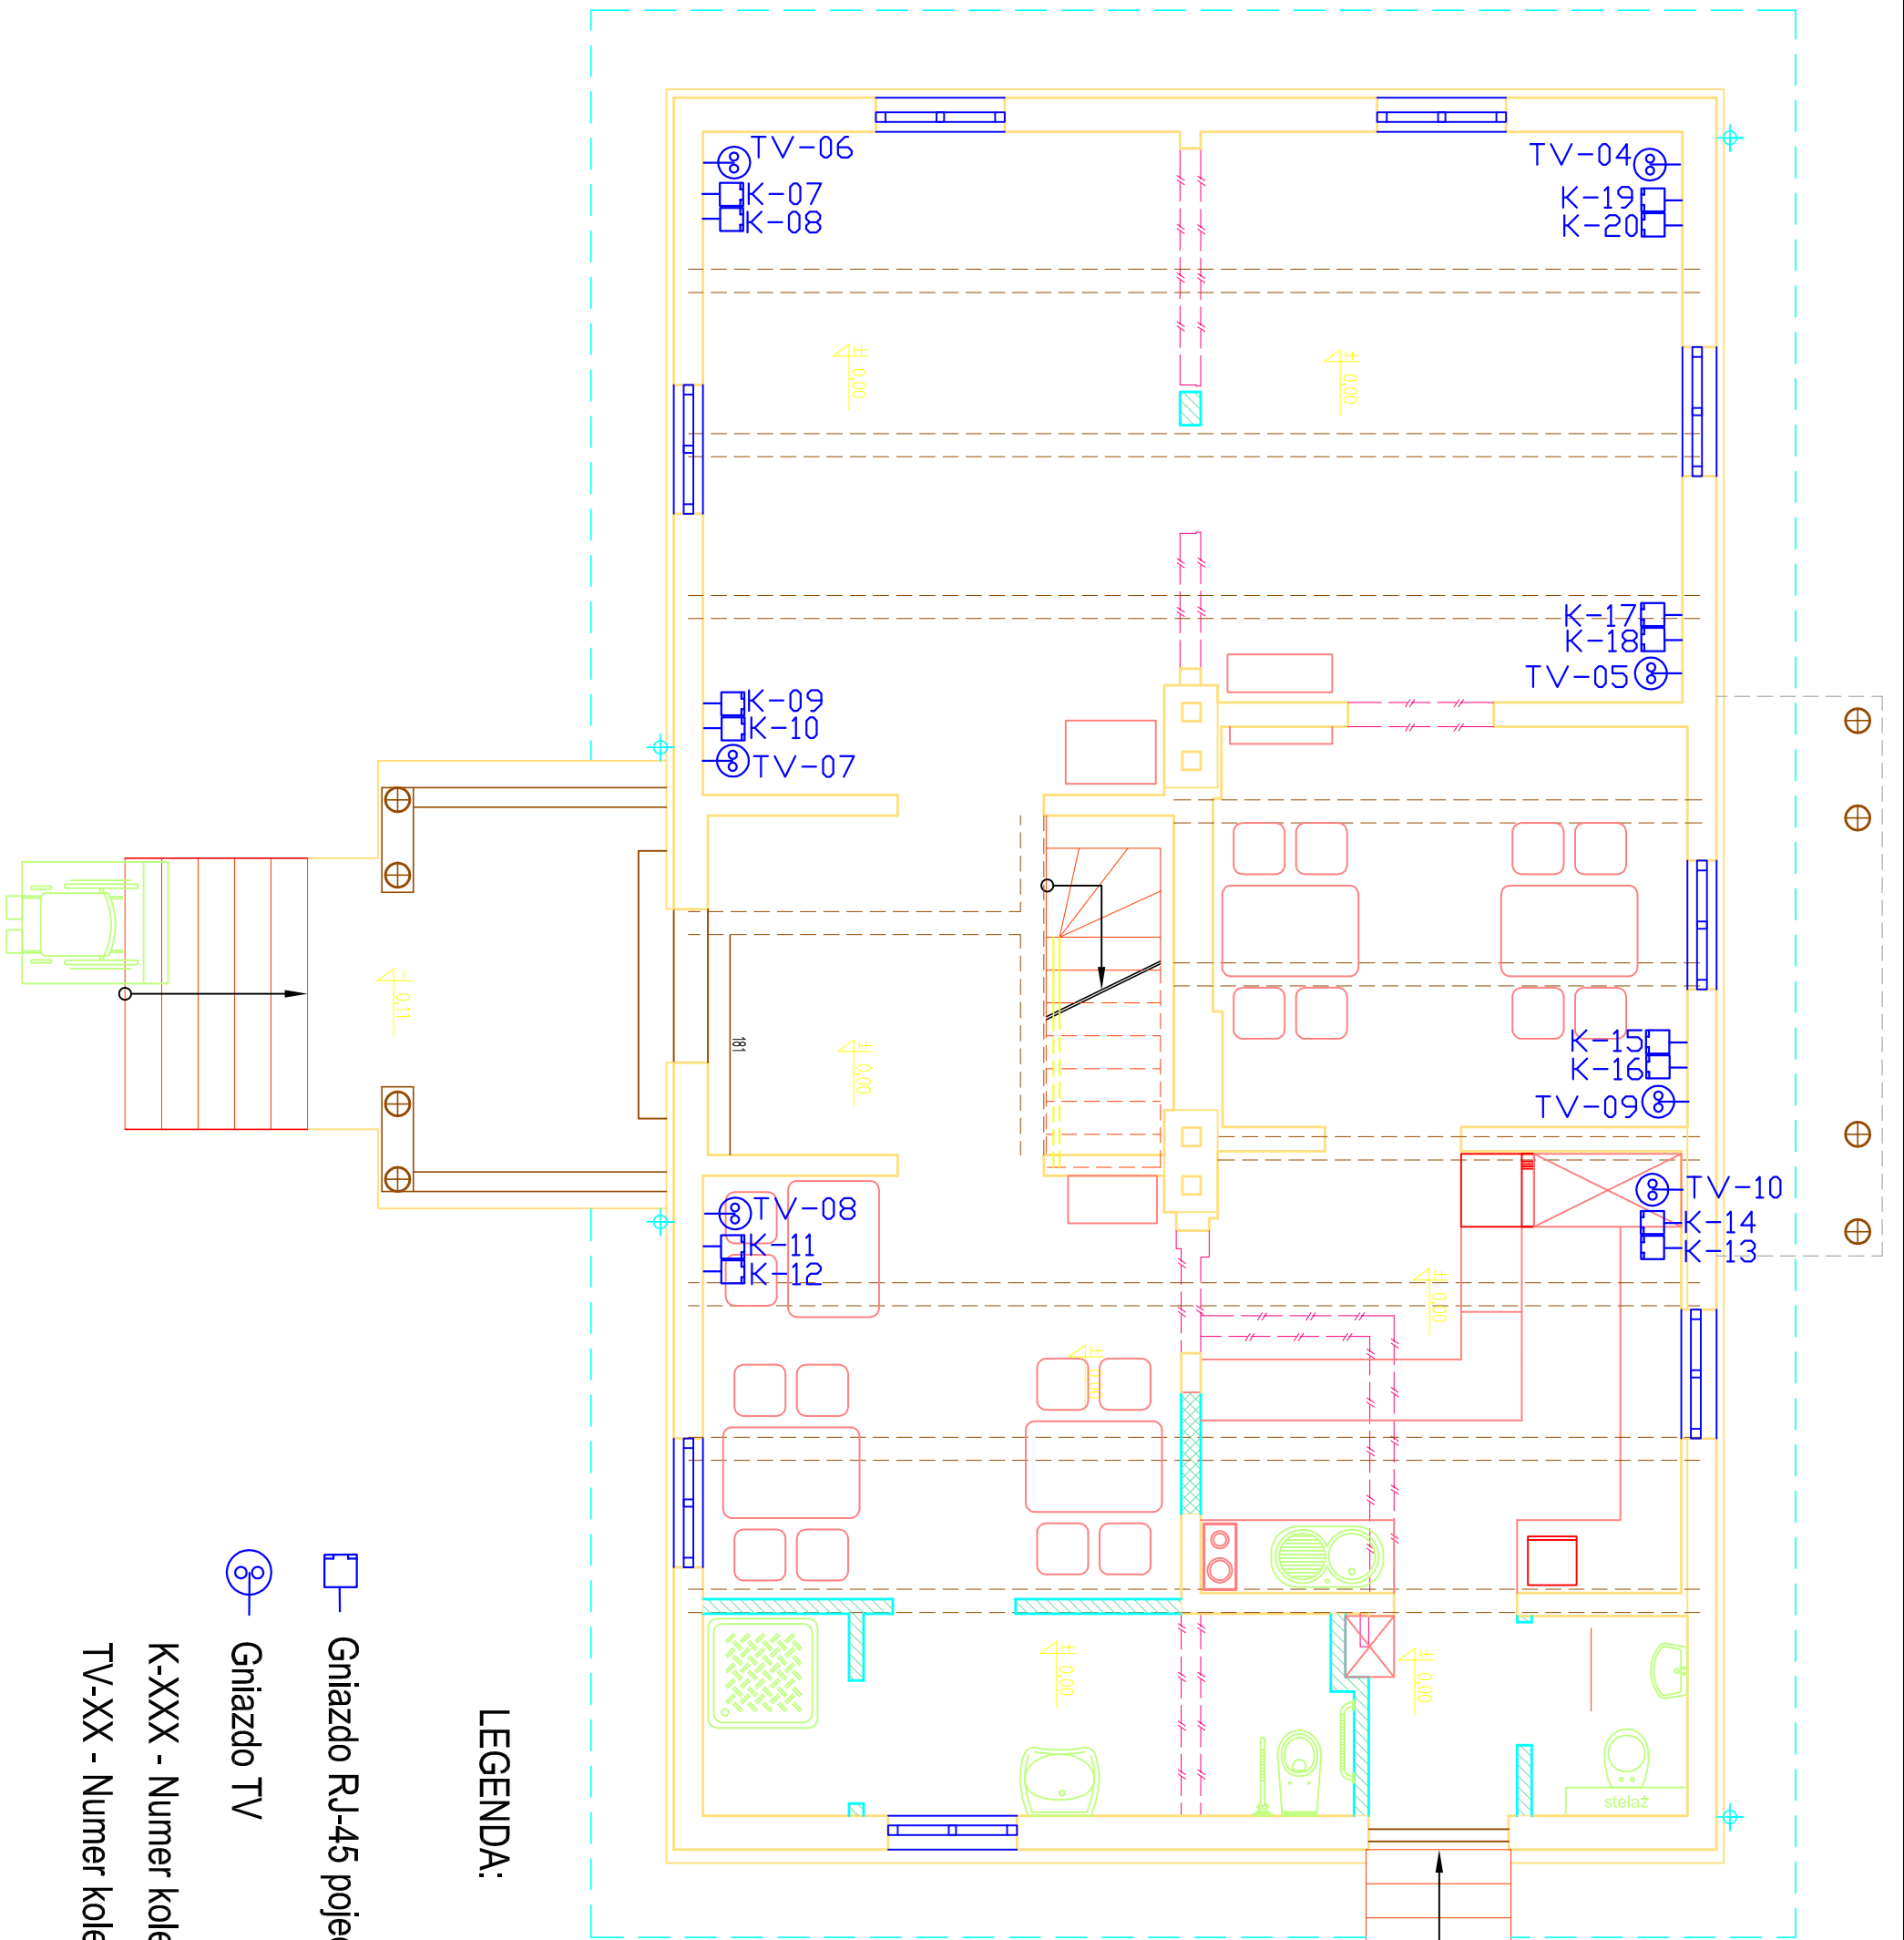 TV-06
K-07
K-08
TV-04
K-19
K-20
± 0,00
± 0,00
K-17
K-18
TV-05
K-09
K-10
TV-07
- 0,11
181
± 0,00
K-15
K-16
TV-09
TV-08
K-11
K-12
TV-10
K-14
K-13
± 0,00
± 0,00
± 0,00
± 0,00
stelaż
LEGENDA:
Gniazdo RJ-45
Gniazdo TV
K-XXX - Numer
TV-XX - Numer